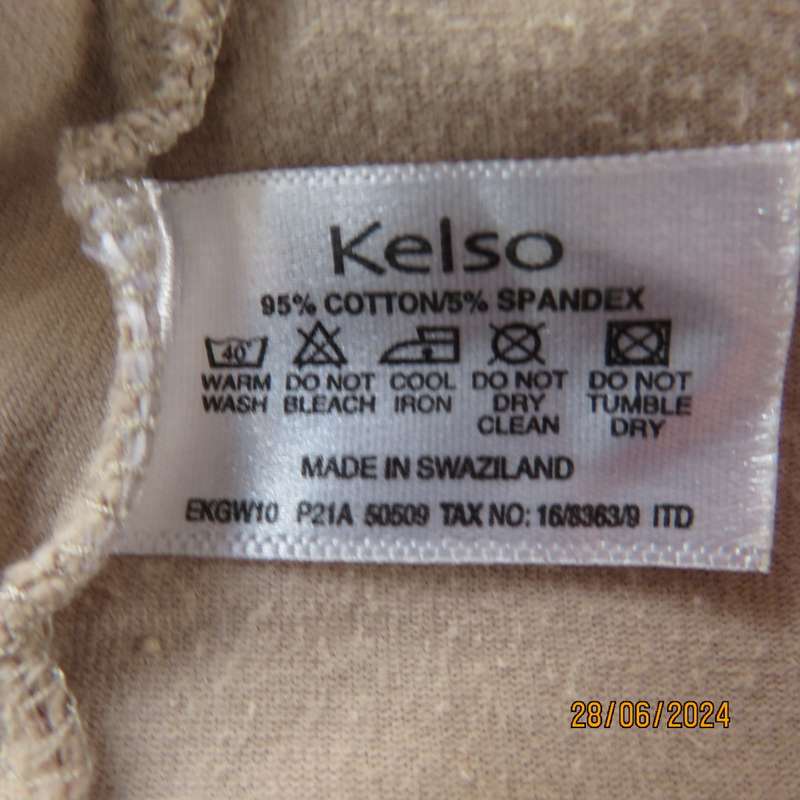 Kelso
95% COTTON/5% SPANDEX
40°
WARM WASH
DO NOT BLEACH
COOL IRON
DO NOT DRY CLEAN
DO NOT TUMBLE DRY
MADE IN SWAZILAND
EKGW10 P21A 50509 TAX NO: 16/8363/9 ITD
28/06/2024